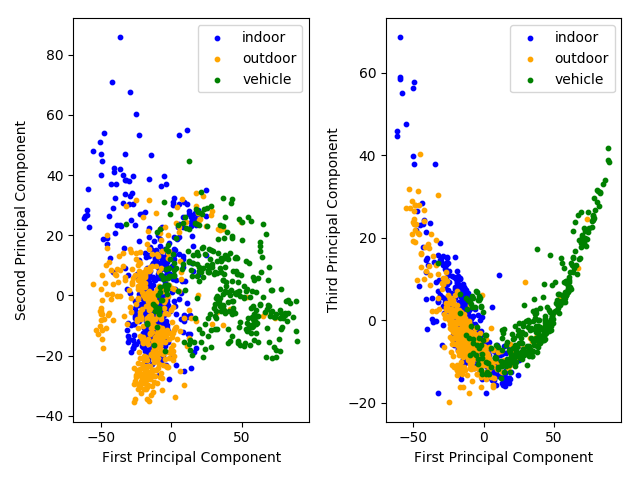 indoor
outdoor
vehicle
80
60
40
20
0
−20
−40
−50
0
50
First Principal Component
Second Principal Component
indoor
outdoor
vehicle
60
40
20
0
−20
−50
0
50
First Principal Component
Third Principal Component